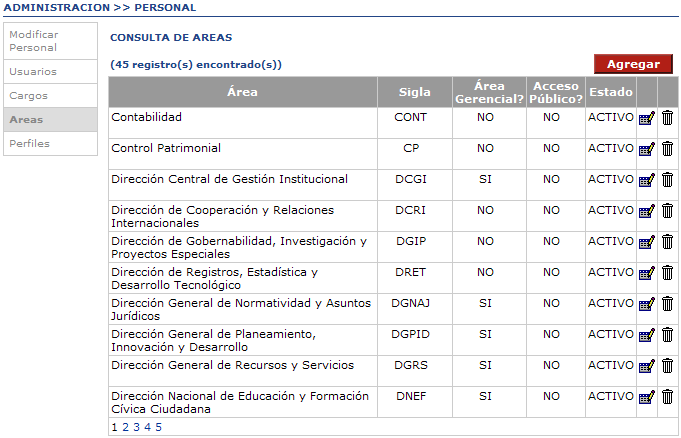 ADMINISTRACION >> PERSONAL
Modificar
Personal
Usuarios
Cargos
Areas
Perfiles
CONSULTA DE AREAS
(45 registro(s) encontrado(s))
Agregar
Área Sigla Área Gerencial? Acceso Público? Estado
Contabilidad CONT NO NO ACTIVO
Control Patrimonial CP NO NO ACTIVO
Dirección Central de Gestión Institucional DCGI SI NO ACTIVO
Dirección de Cooperación y Relaciones DCRI NO NO ACTIVO
Internacionales
Dirección de Gobernabilidad, Investigación y DGIP NO NO ACTIVO
Proyectos Especiales
Dirección de Registros, Estadística y DRET NO NO ACTIVO
Desarrollo Tecnológico
Dirección General de Normatividad y Asuntos DGNAJ SI NO ACTIVO
Jurídicos
Dirección General de Planeamiento, DGPID SI NO ACTIVO
Innovación y Desarrollo
Dirección General de Recursos y Servicios DGRS SI NO ACTIVO
Dirección Nacional de Educación y Formación DNEF SI NO ACTIVO
Cívica Ciudadana
1 2 3 4 5